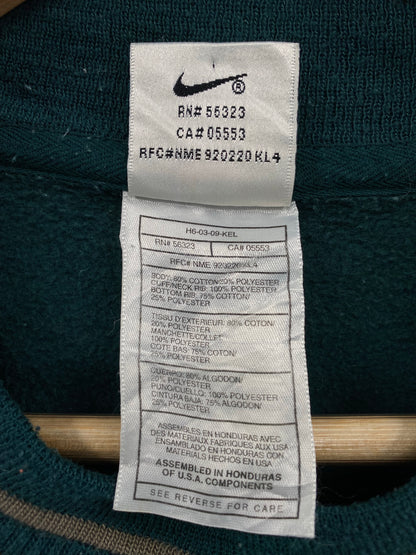 ®
RN# 56323
CA# 05553
RFC#NME 920220 KL4
H6-03-09-KEL
RN# 56323 CA# 05553
RFC# NME 920220KL4
BODY: 80% COTTON/20% POLYESTER
CUFF/NECK RIB: 100% POLYESTER
BOTTOM RIB: 75% COTTON/
25% POLYESTER
TISSU D'EXTERIEUR: 80% COTON/
20% POLYESTER
MANCHETTE/COLLET:
100% POLYESTER
COTE BAS: 75% COTON/
25% POLYESTER
CUERPO: 80% ALGODON/
20% POLYESTER
PUNO/CUELLO: 100% POLYESTER
CINTURA BAJA: 75% ALGODON/
25% POLYESTER
ASSEMBLES EN HONDURAS AVEC
DES MATERIAUX FABRIQUES AUX USA
ENSAMBLADO EN HONDURAS CON
MATERIALES HECHOS EN USA
ASSEMBLED IN HONDURAS
OF U.S.A. COMPONENTS
SEE REVERSE FOR CARE